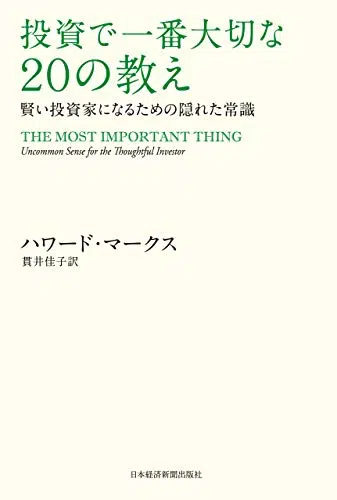 投資で一番大切な
20の教え
賢い投資家になるための隠れた常識
THE MOST IMPORTANT THING
Uncommon Sense for the Thoughtful Investor
ハワード・マークス
貫井佳子訳
日本経済新聞出版社